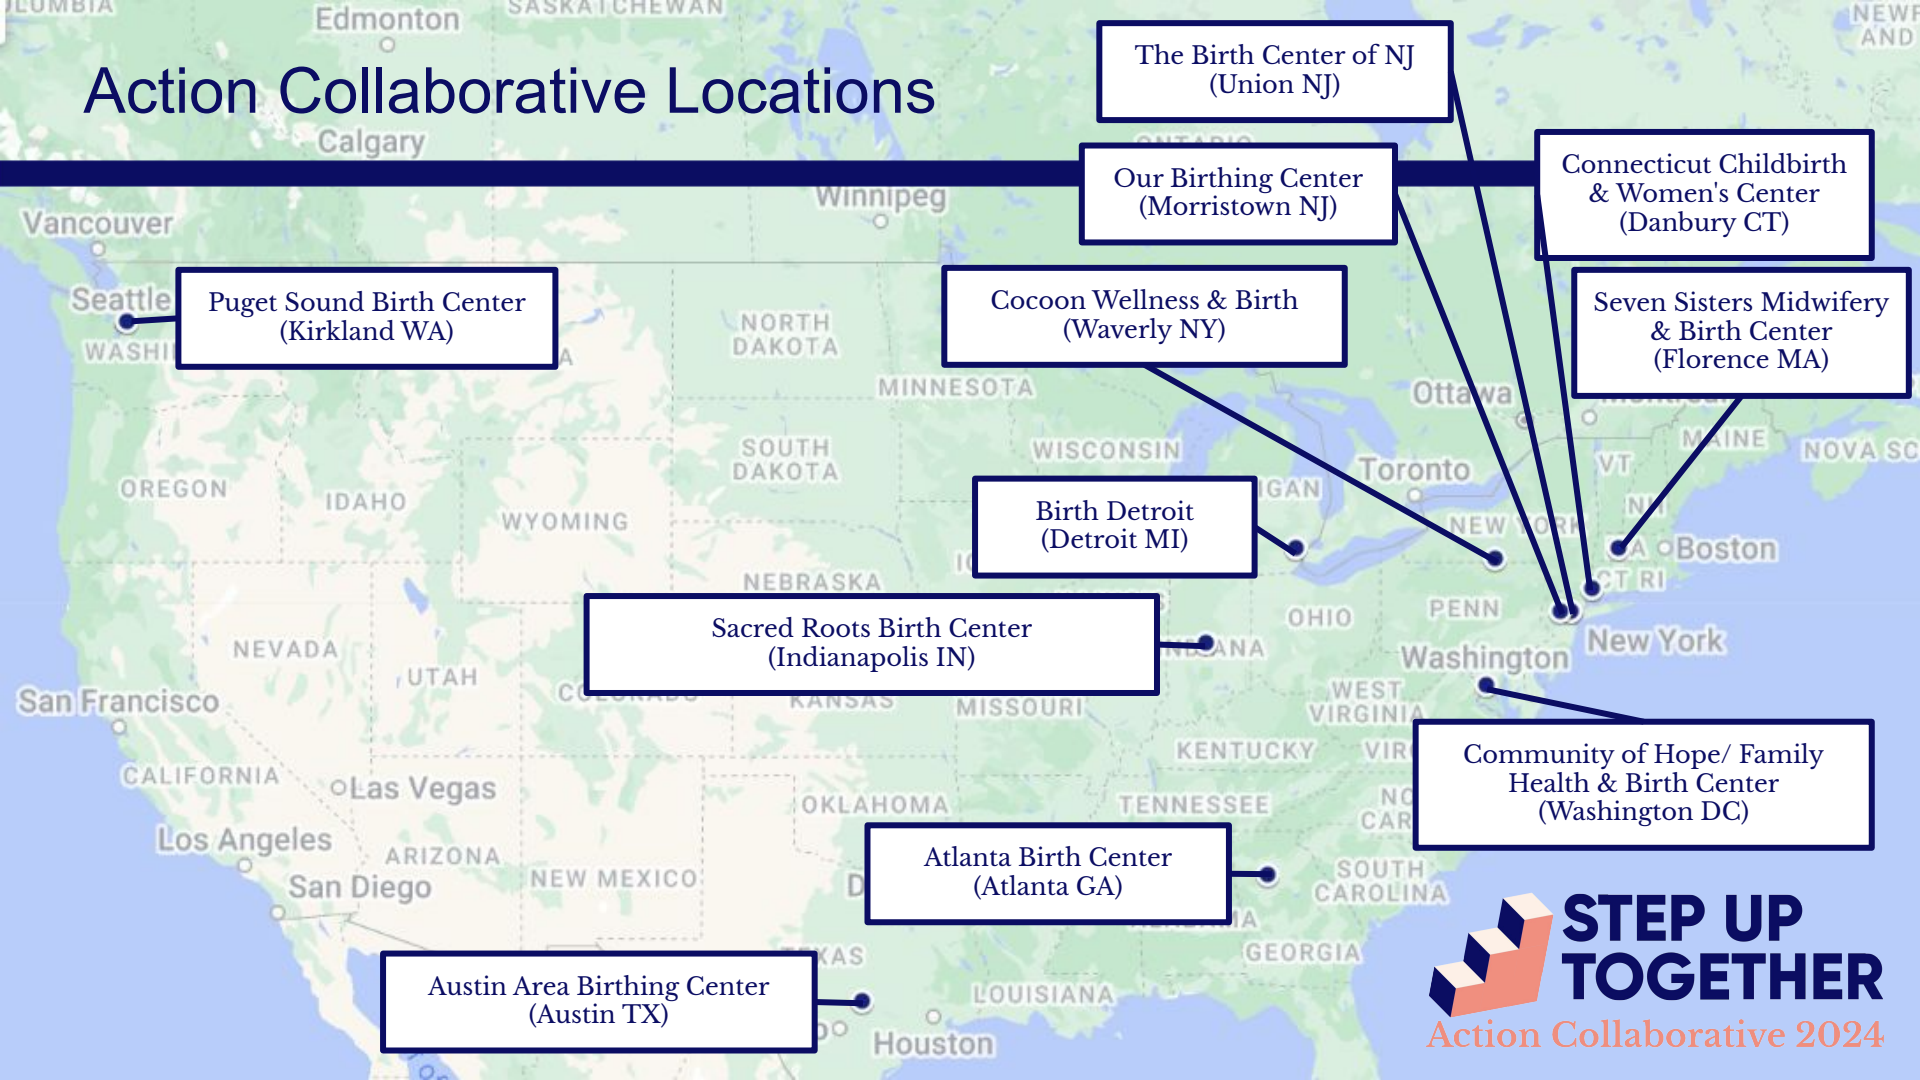 Action Collaborative Locations
The Birth Center of NJ
(Union NJ)
Our Birthing Center
(Morristown NJ)
Connecticut Childbirth
& Women's Center
(Danbury CT)
Puget Sound Birth Center
(Kirkland WA)
Cocoon Wellness & Birth
(Waverly NY)
Seven Sisters Midwifery
& Birth Center
(Florence MA)
Birth Detroit
(Detroit MI)
Sacred Roots Birth Center
(Indianapolis IN)
Community of Hope/ Family
Health & Birth Center
(Washington DC)
Atlanta Birth Center
(Atlanta GA)
Austin Area Birthing Center
(Austin TX)
STEP UP
TOGETHER
Action Collaborative 2024
Edmonton
SASKATCHEWAN
Calgary
ONTARIO
Vancouver
Winnipeg
Seattle
NORTH
DAKOTA
MINNESOTA
Ottawa
SOUTH
DAKOTA
WISCONSIN
Toronto
VT
MAINE
NOVA SC
OREGON
IDAHO
WYOMING
NEW YORK
Boston
CT RI
NEBRASKA
OHIO
PENN
New York
NEVADA
UTAH
Washington
San Francisco
KANSAS
MISSOURI
WEST
VIRGINIA
KENTUCKY
CALIFORNIA
Las Vegas
OKLAHOMA
TENNESSEE
Los Angeles
ARIZONA
NEW MEXICO
San Diego
SOUTH
CAROLINA
GEORGIA
LOUISIANA
Houston